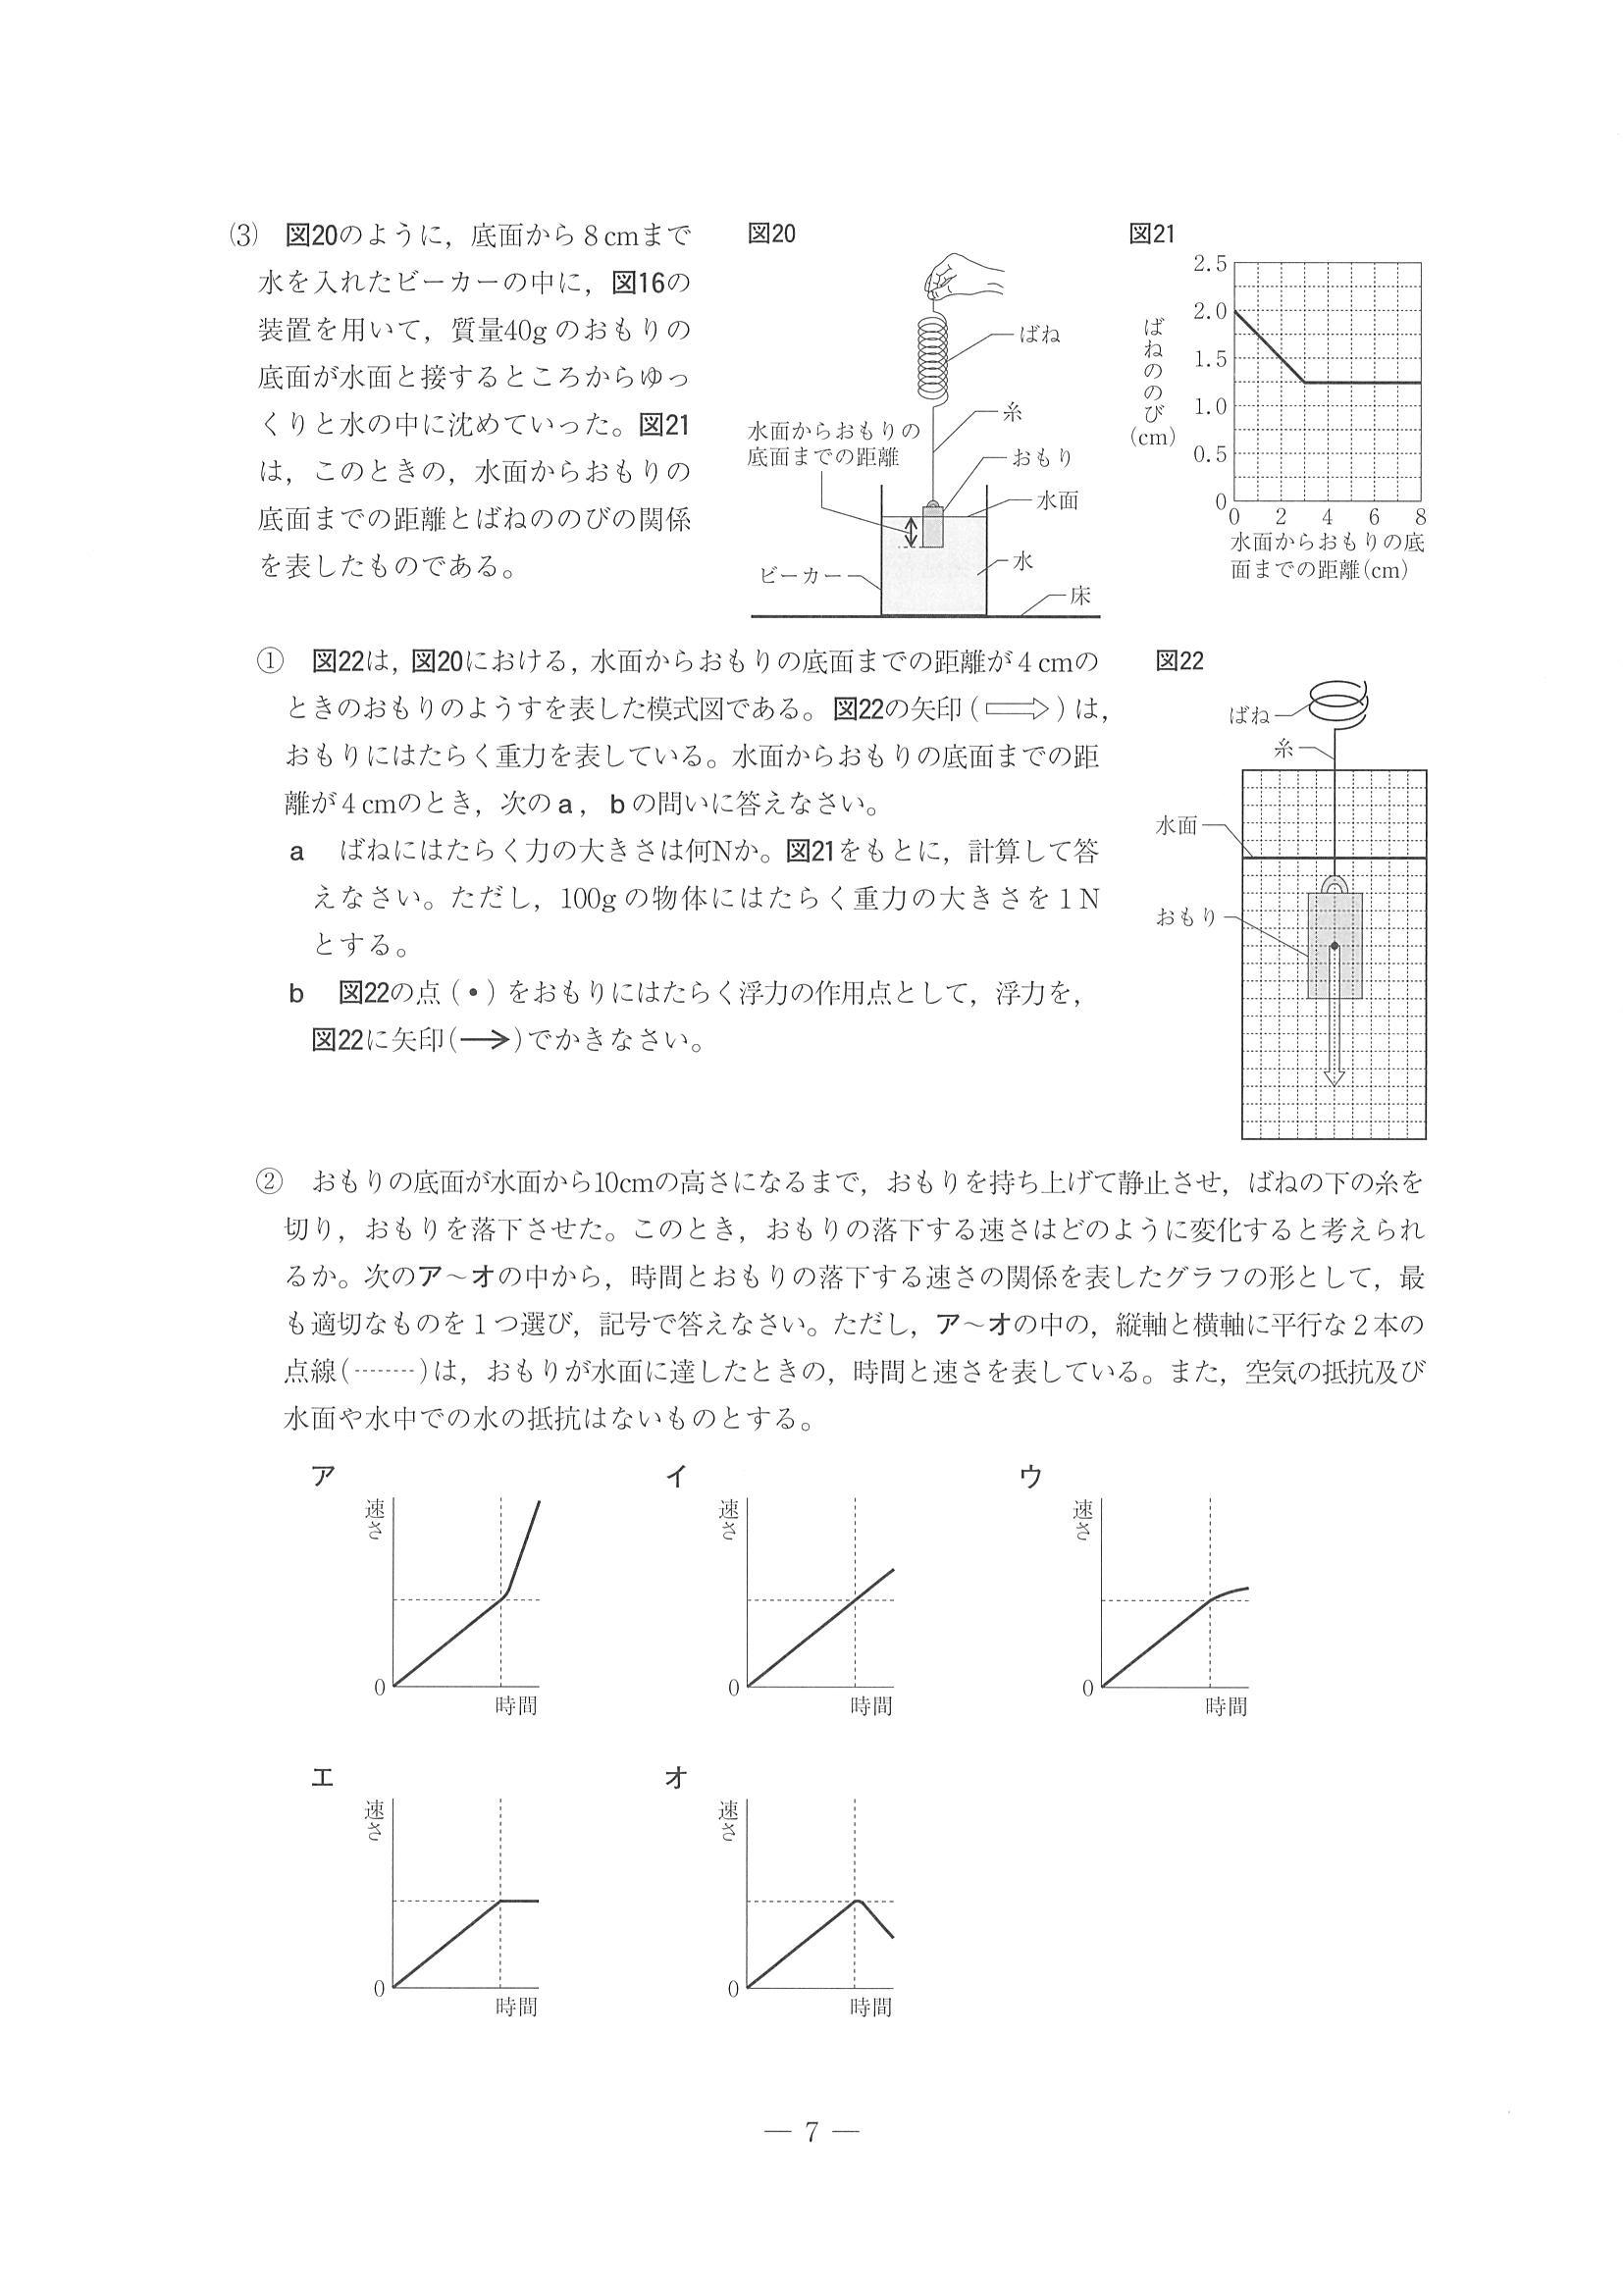 ⑶　図20のように，底面から８cmまで
水を入れたビーカーの中に，図16の
装置を用いて，質量40gのおもりの
底面が水面と接するところからゆっ
くりと水の中に沈めていった。図21
は，このときの，水面からおもりの
底面までの距離とばねののびの関係
を表したものである。
図20
ばね
糸
水面からおもりの
底面までの距離
おもり
水面
水
ビーカー
床
図21
ばねののび
(cm)
2.5
2.0
1.5
1.0
0.5
0
0 2 4 6 8
水面からおもりの底
面までの距離(cm)
①　図22は，図20における，水面からおもりの底面までの距離が４cmの
ときのおもりのようすを表した模式図である。図22の矢印(⇨)は，
おもりにはたらく重力を表している。水面からおもりの底面までの距
離が４cmのとき，次のａ，ｂの問いに答えなさい。
ａ　ばねにはたらく力の大きさは何Nか。図21をもとに，計算して答
えなさい。ただし，100gの物体にはたらく重力の大きさを１N
とする。
ｂ　図22の点(•)をおもりにはたらく浮力の作用点として，浮力を，
図22に矢印(→)でかきなさい。
図22
ばね
糸
水面
おもり
②　おもりの底面が水面から10cmの高さになるまで，おもりを持ち上げて静止させ，ばねの下の糸を
切り，おもりを落下させた。このとき，おもりの落下する速さはどのように変化すると考えられ
るか。次のア～オの中から，時間とおもりの落下する速さの関係を表したグラフの形として，最
も適切なものを１つ選び，記号で答えなさい。ただし，ア～オの中の，縦軸と横軸に平行な２本の
点線(┈┈)は，おもりが水面に達したときの，時間と速さを表している。また，空気の抵抗及び
水面や水中での水の抵抗はないものとする。
ア
速さ
0
時間
イ
速さ
0
時間
ウ
速さ
0
時間
エ
速さ
0
時間
オ
速さ
0
時間
— 7 —